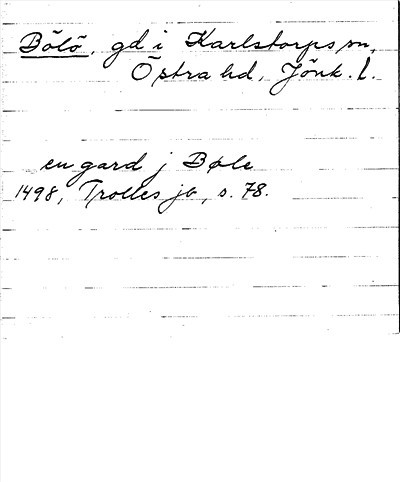 Bölö, gd i Karlstorps sn,
Östra hd, Jönk. l.
en gard j Bøle
1498, Trolles jb, s. 78.